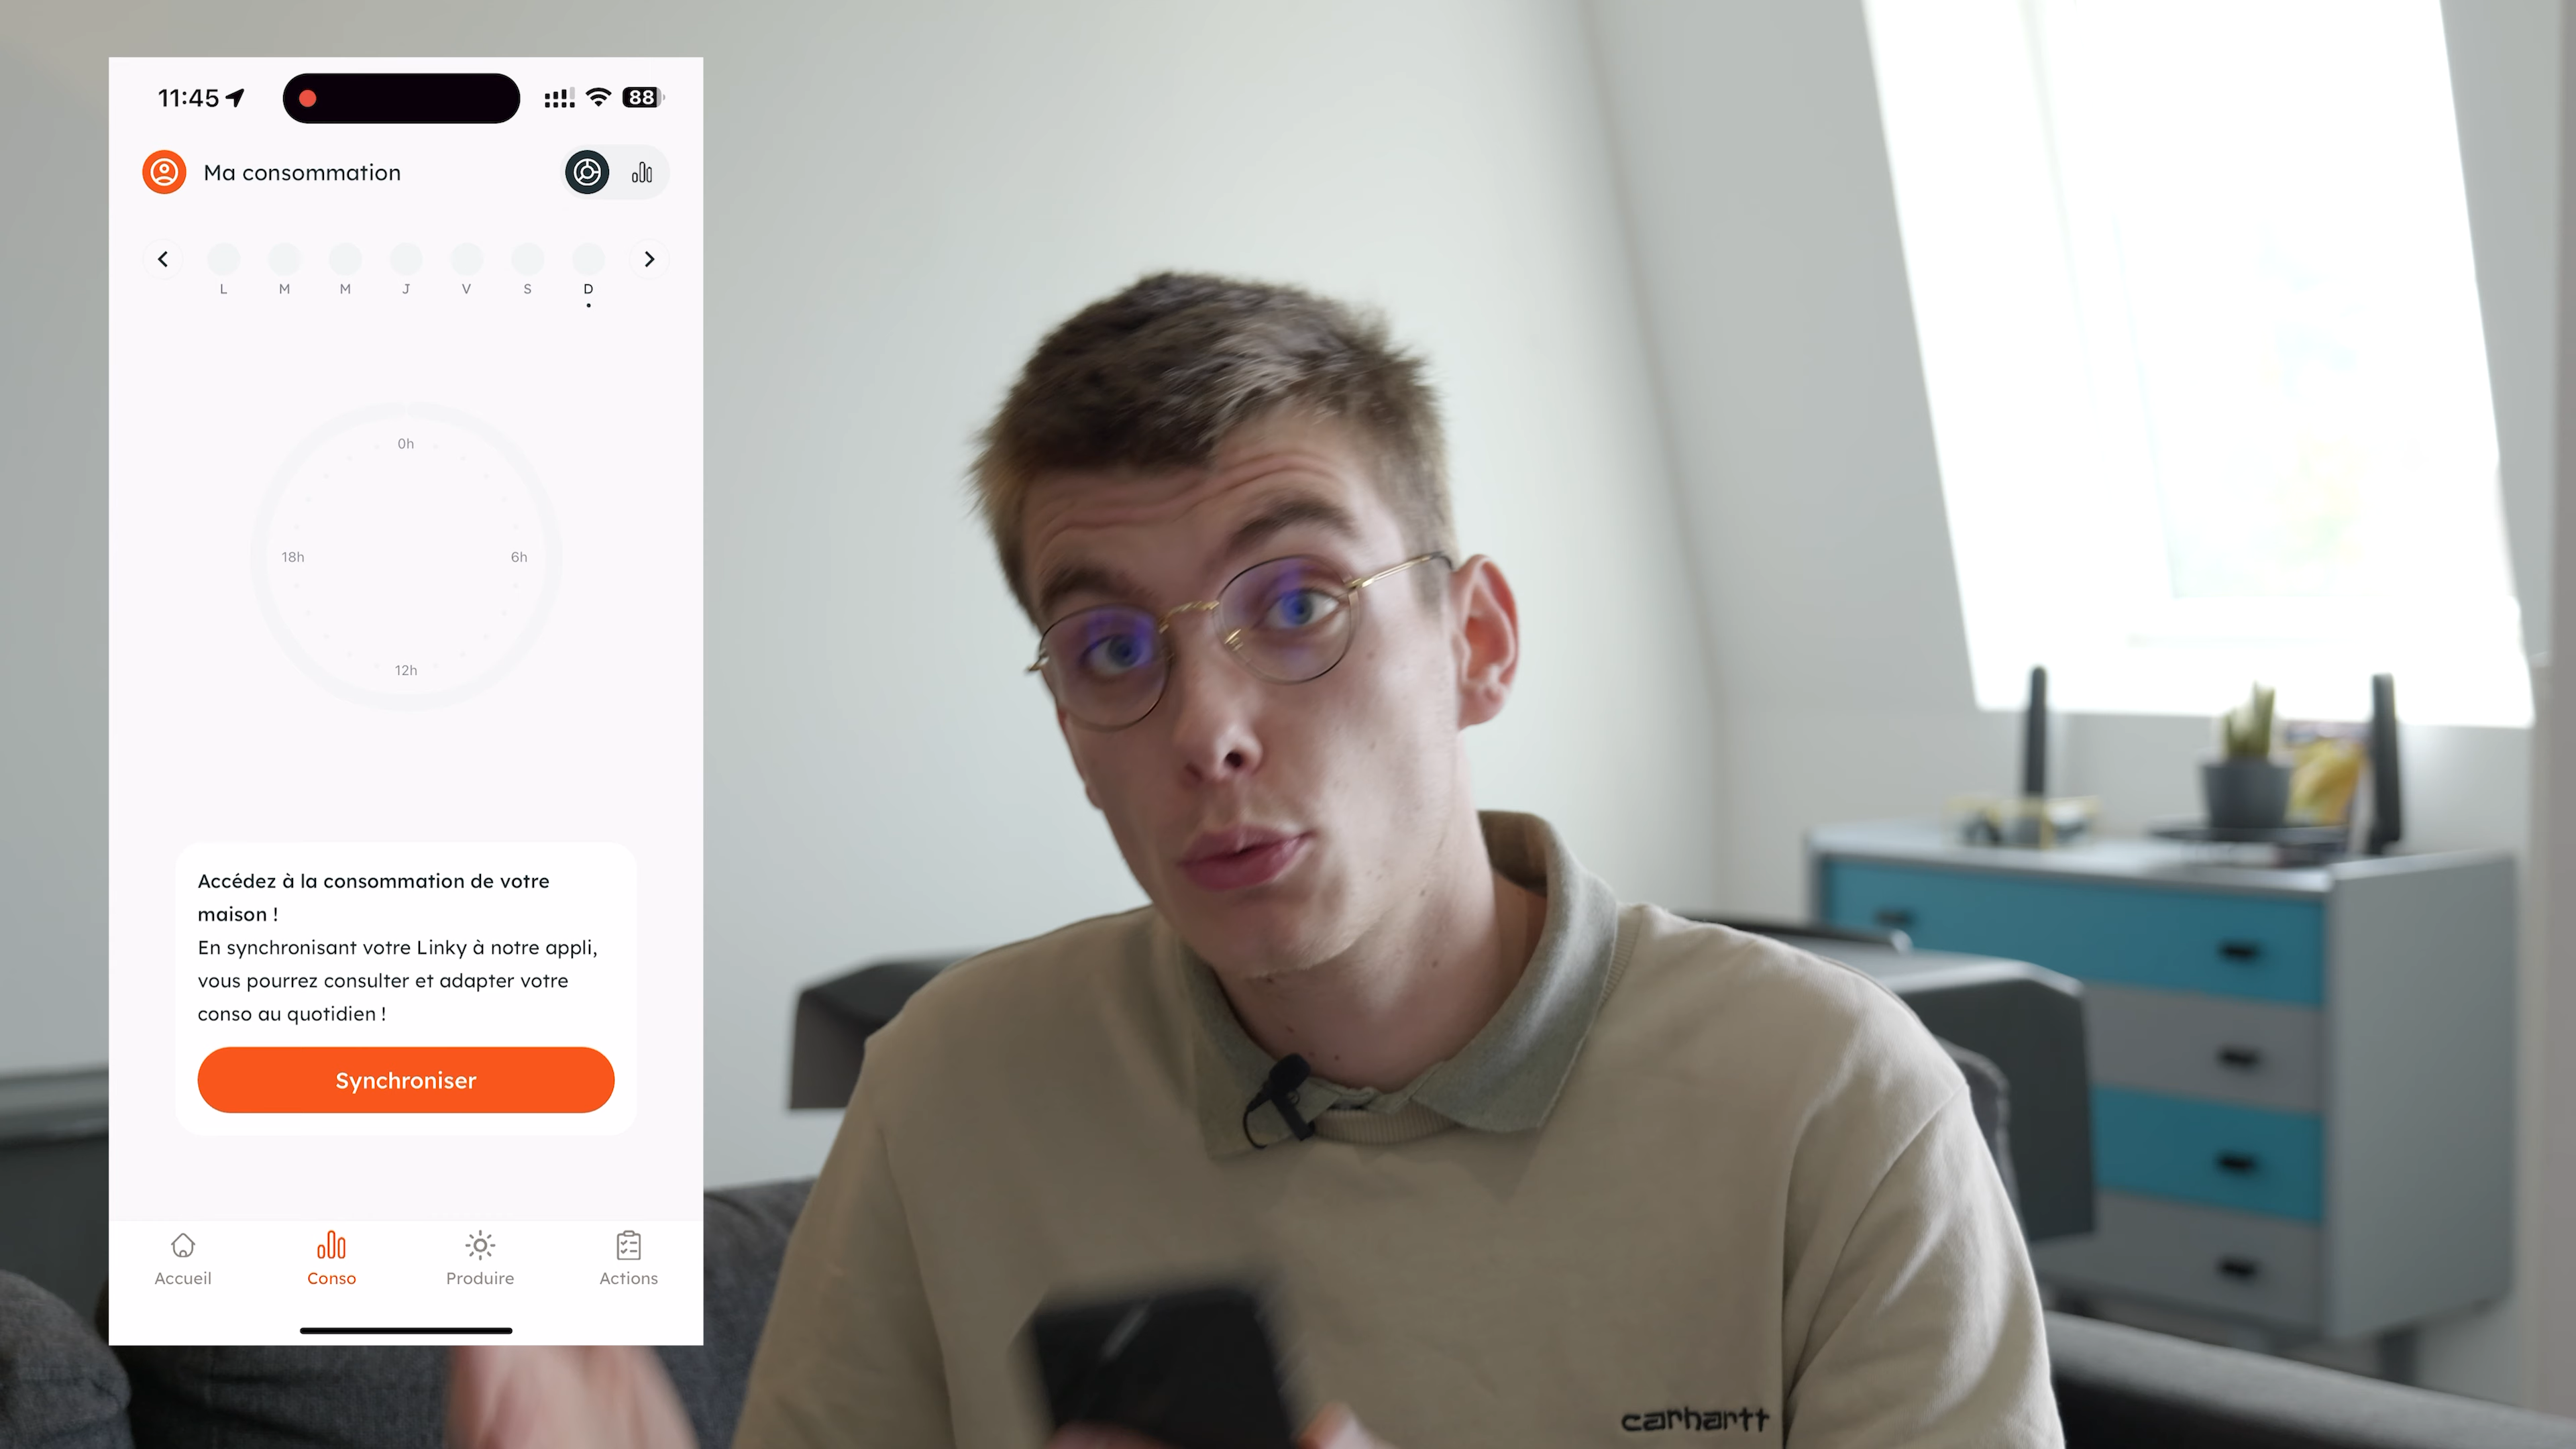 11:45
88
Ma consommation
L M M J V S D
0h
18h
6h
12h
Accédez à la consommation de votre
maison !
En synchronisant votre Linky à notre appli,
vous pourrez consulter et adapter votre
conso au quotidien !
Synchroniser
Accueil
Conso
Produire
Actions
carhartt